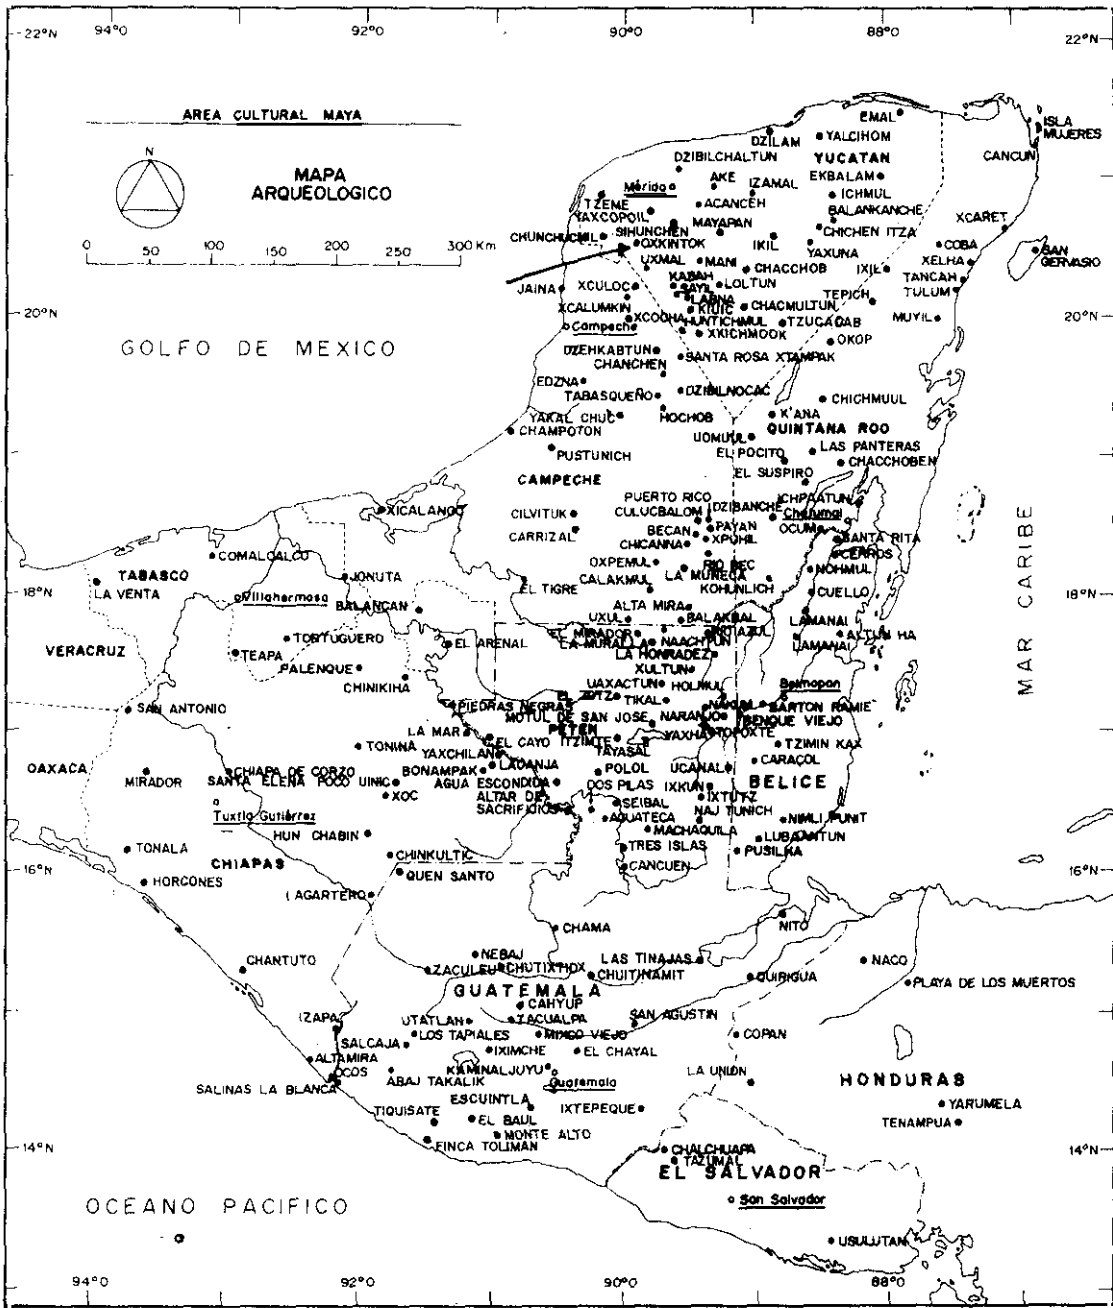 94°O 92°O 90°O 88°O
22°N 22°N
AREA CULTURAL MAYA
N
MAPA
ARQUEOLOGICO
0 50 100 150 200 300 Km
EMAL
ISLA
MUJERES
DZILAM
YALCIHOM
CANCUN
DZIBILCHALTUN
YUCATAN
EKBALAM
AKE
Mérida
IZAMAL
ICHMUL
TZEME
ACANCEH
BALANKANCHE
XCARET
YAXCOPOIL
MAYAPAN
CHICHEN ITZA
SIHUNCHEN
CHUNCHUCMIL
OXKINTOK
IKIL
YAXUNA
COBA
SAN
GERVASIO
UXMAL
MANI
CHACCHOB
IXIL
XELHA
KABAH
TANCAH
JAINA
XCULOC
SAYIL
LOLTUN
TULUM
LABNA
TEPICH
XCALUMKIN
KIUIC
CHACMULTUN
MUYIL
20°N 20°N
XCOCHA
HUNTICHMUL
TZUCACAB
Campeche
XKICHMOOK
OKOP
GOLFO DE MEXICO
DZEHKABTUN
SANTA ROSA XTAMPAK
CHANCHEN
EDZNA
TABASQUEÑO
DZIBILNOCAC
CHICHMUUL
YAKAL CHUC
HOCHOB
K'ANA
CHAMPOTON
UOMUUL
QUINTANA ROO
PUSTUNICH
EL POCITO
LAS PANTERAS
CHACCHOBEN
CAMPECHE
EL SUSPIRO
PUERTO RICO
ICHPAATUN
XICALANGO
CILVITUK
CULUCBALOM
DZIBANCHE
Chetumal
CARRIZAL
BECAN
PAYAN
OCUM
CHICANNA
XPUHIL
SANTA RITA
CERROS
COMALCALCO
OXPEMUL
RIO BEC
NOHMUL
TABASCO
JONUTA
CALAKMUL
LA MUÑECA
LA VENTA
EL TIGRE
KOHUNLICH
CUELLO
18°N 18°N
Villahermosa
BALANCAN
ALTA MIRA
LAMANAI
UXUL
BALAKBAL
TORTUGUERO
EL ARENAL
EL MIRADOR
ALTUN HA
LA MURALLA
NAACHTUN
LAMANAI
VERACRUZ
TEAPA
LA HONRADEZ
PALENQUE
XULTUN
CHINIKIHA
UAXACTUN
HOLMUL
Belmopan
EL ZOTZ
TIKAL
SAN ANTONIO
PIEDRAS NEGRAS
NAKUM
BARTON RAMIE
MOTUL DE SAN JOSE
NARANJO
BENQUE VIEJO
LA MAR
PETEN
YAXHA
TOPOXTE
TONINA
EL CAYO
ITZIMTE
TZIMIN KAX
YAXCHILAN
TAYASAL
OAXACA
LACANJA
CARACOL
MIRADOR
CHIAPA DE CORZO
BONAMPAK
POLOL
UCANAL
BELICE
SANTA ELENA POCO UINIC
AGUA ESCONDIDA
DOS PILAS
IXKUN
XOC
ALTAR DE
SACRIFICIOS
SEIBAL
IXTUTZ
Tuxtla Gutiérrez
AGUATECA
NAJ TUNICH
NIMLI PUNIT
HUN CHABIN
MACHAQUILA
LUBAANTUN
TONALA
CHINKULTIC
TRES ISLAS
PUSILHA
CHIAPAS
QUEN SANTO
CANCUEN
HORCONES
16°N 16°N
LAGARTERO
MAR CARIBE
CHAMA
NITO
CHANTUTO
NEBAJ
LAS TINAJAS
NACO
ZACULEU
CHUTIXTIOX
CHUITINAMIT
QUIRIGUA
PLAYA DE LOS MUERTOS
GUATEMALA
CAHYUP
IZAPA
UTATLAN
ZACUALPA
SAN AGUSTIN
LOS TAPIALES
MIXCO VIEJO
COPAN
SALCAJA
IXIMCHE
EL CHAYAL
ALTAMIRA
OCOS
KAMINALJUYU
LA UNION
HONDURAS
SALINAS LA BLANCA
ABAJ TAKALIK
Guatemala
ESCUINTLA
YARUMELA
TIQUISATE
EL BAUL
IXTEPEQUE
TENAMPUA
MONTE ALTO
FINCA TOLIMAN
14°N 14°N
CHALCHUAPA
TAZUMAL
EL SALVADOR
OCEANO PACIFICO
San Salvador
USULUTAN
94°O 92°O 90°O 88°O